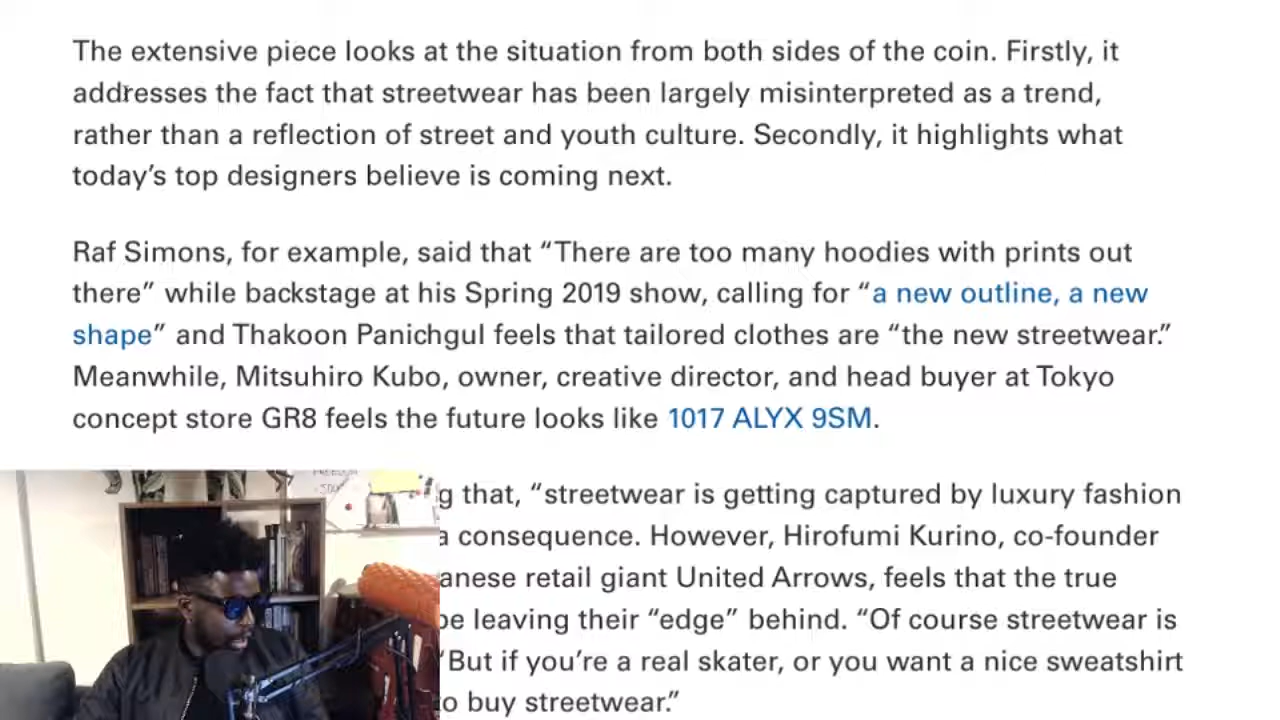 The extensive piece looks at the situation from both sides of the coin. Firstly, it
addresses the fact that streetwear has been largely misinterpreted as a trend,
rather than a reflection of street and youth culture. Secondly, it highlights what
today’s top designers believe is coming next.
Raf Simons, for example, said that “There are too many hoodies with prints out
there” while backstage at his Spring 2019 show, calling for “a new outline, a new
shape” and Thakoon Panichgul feels that tailored clothes are “the new streetwear.”
Meanwhile, Mitsuhiro Kubo, owner, creative director, and head buyer at Tokyo
concept store GR8 feels the future looks like 1017 ALYX 9SM.
g that, “streetwear is getting captured by luxury fashion
a consequence. However, Hirofumi Kurino, co-founder
anese retail giant United Arrows, feels that the true
be leaving their “edge” behind. “Of course streetwear is
“But if you’re a real skater, or you want a nice sweatshirt
to buy streetwear.”